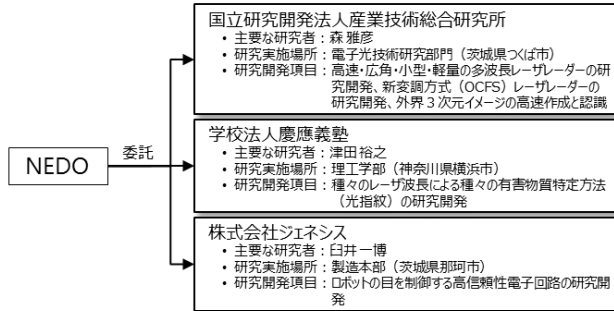 NEDO
委託
国立研究開発法人産業技術総合研究所
・ 主要な研究者：森 雅彦
・ 研究実施場所：電子光技術研究部門（茨城県つくば市）
・ 研究開発項目：高速・広角・小型・軽量の多波長レーザレーダーの研
究開発、新変調方式（OCFS）レーザレーダーの
研究開発、外界３次元イメージの高速作成と認識
学校法人慶應義塾
・ 主要な研究者：津田 裕之
・ 研究実施場所：理工学部（神奈川県横浜市）
・ 研究開発項目：種々のレーザ波長による種々の有害物質特定方法
（光指紋）の研究開発
株式会社ジェネシス
・ 主要な研究者：臼井 一博
・ 研究実施場所：製造本部（茨城県那珂市）
・ 研究開発項目：ロボットの目を制御する高信頼性電子回路の研究開
発